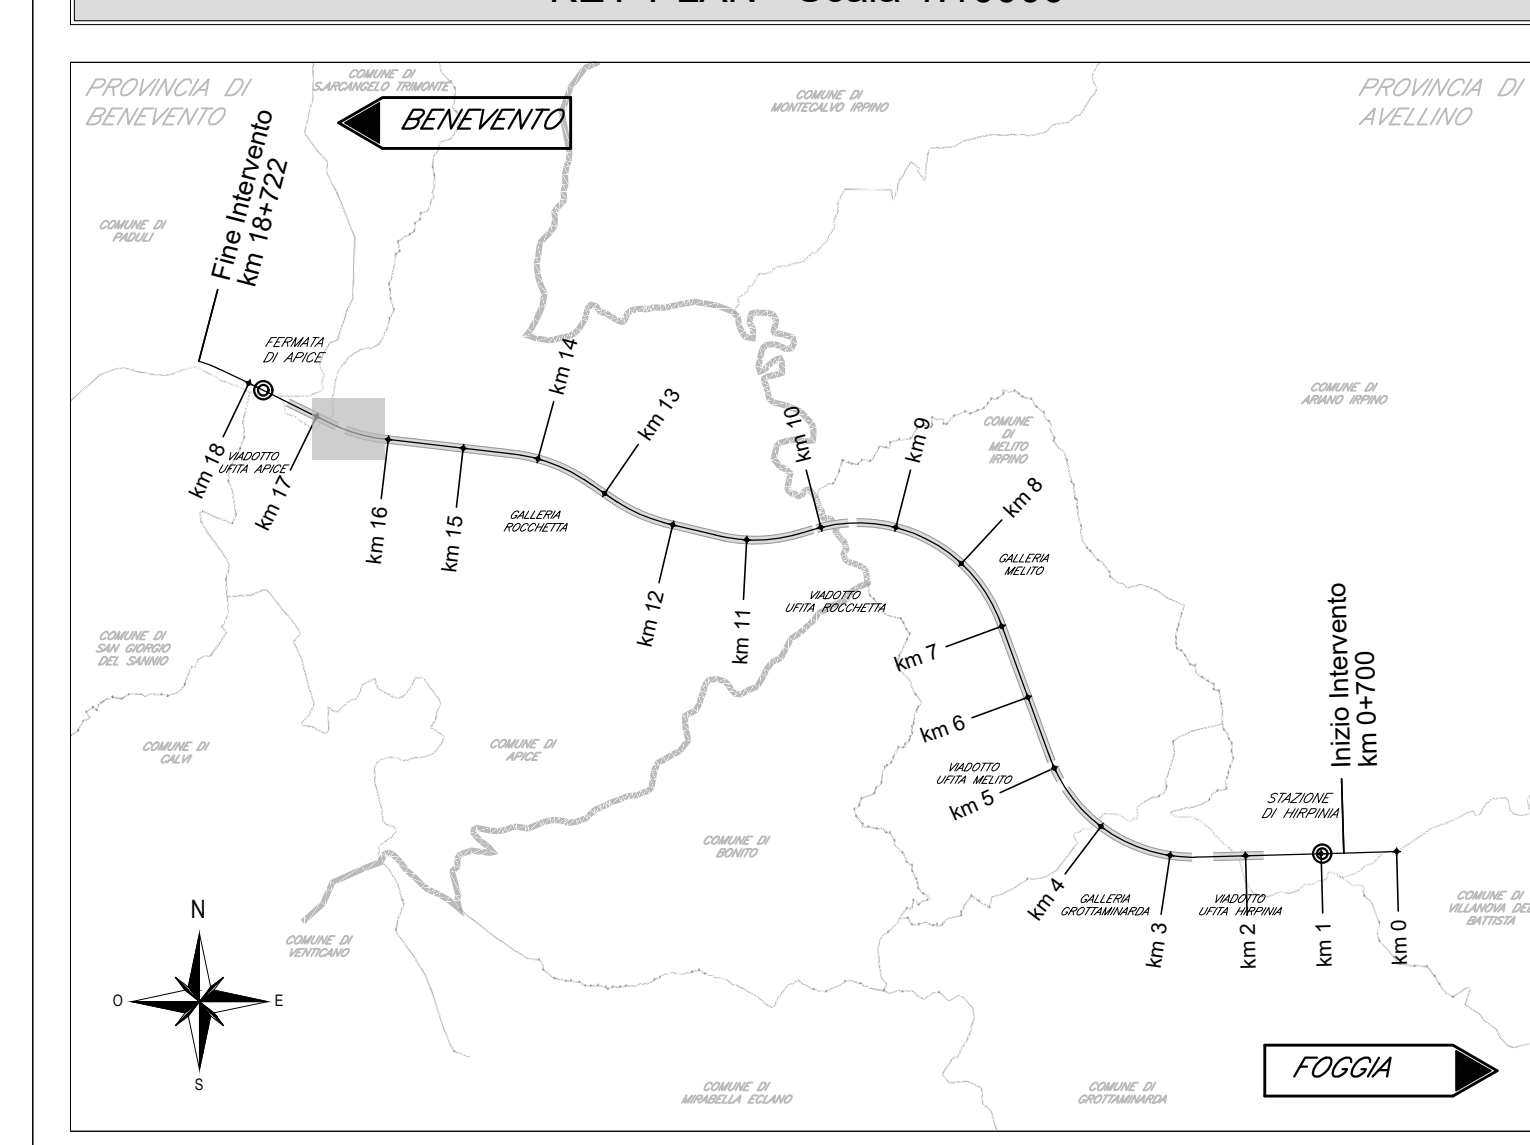 PROVINCIA DI
BENEVENTO
COMUNE DI
S.ARCANGELO TRIMONTE
BENEVENTO
COMUNE DI
MONTECALVO IRPINO
PROVINCIA DI
AVELLINO
Fine Intervento
km 18+722
COMUNE DI
PADULI
FERMATA
DI APICE
km 14
km 13
km 10
km 9
COMUNE
DI
MELITO
IRPINO
COMUNE DI
ARIANO IRPINO
km 18
VIADOTTO
UFITA APICE
km 17
km 16
km 15
GALLERIA
ROCCHETTA
km 8
GALLERIA
MELITO
km 12
km 11
VIADOTTO
UFITA ROCCHETTA
COMUNE DI
SAN GIORGIO
DEL SANNIO
km 7
km 6
Inizio Intervento
km 0+700
COMUNE DI
CALVI
COMUNE DI
APICE
VIADOTTO
UFITA MELITO
km 5
STAZIONE
DI HIRPINIA
COMUNE DI
BONITO
km 4
GALLERIA
GROTTAMINARDA
km 3
VIADOTTO
UFITA HIRPINIA
km 2
km 1
km 0
COMUNE DI
VILLANOVA DEL
BATTISTA
N
O
E
S
COMUNE DI
VENTICANO
FOGGIA
COMUNE DI
MIRABELLA ECLANO
COMUNE DI
GROTTAMINARDA